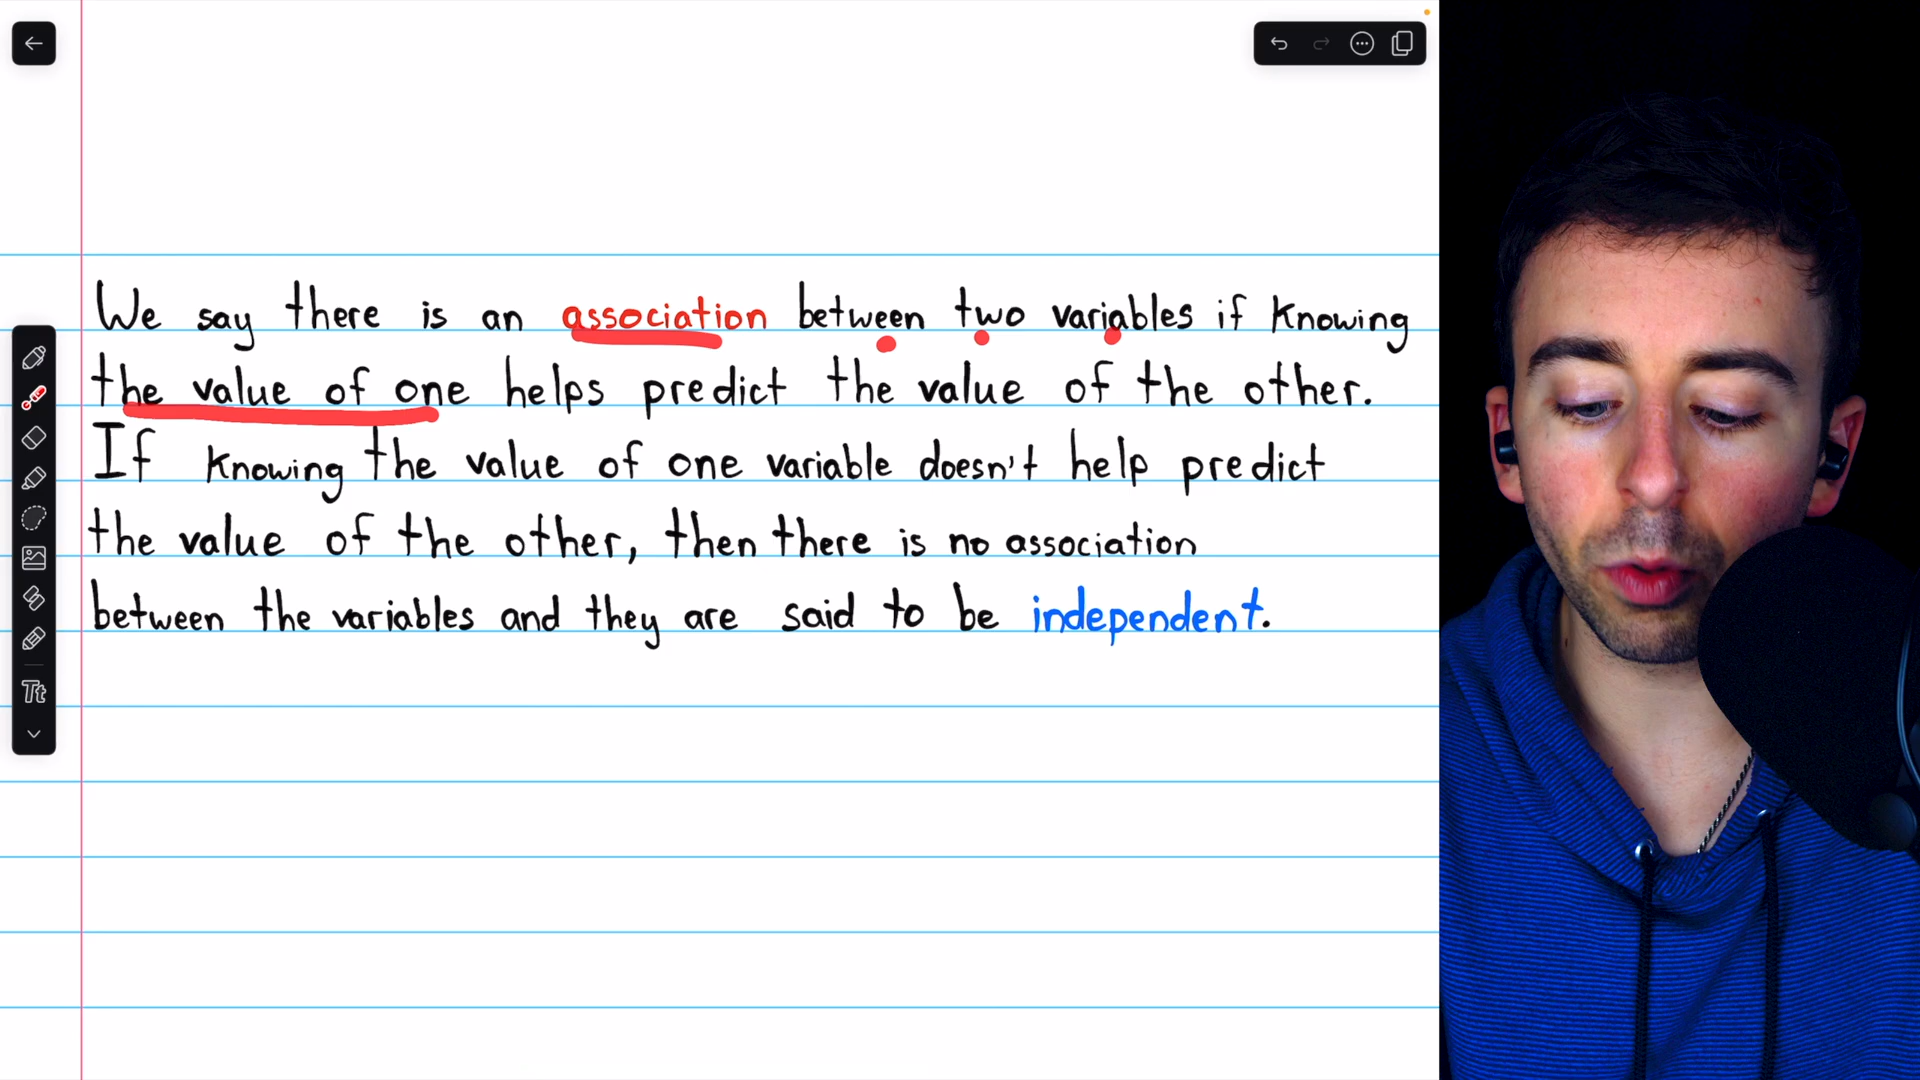 We say there is an association between two variables if knowing
the value of one helps predict the value of the other.
If knowing the value of one variable doesn't help predict
the value of the other, then there is no association
between the variables and they are said to be independent.
Tt